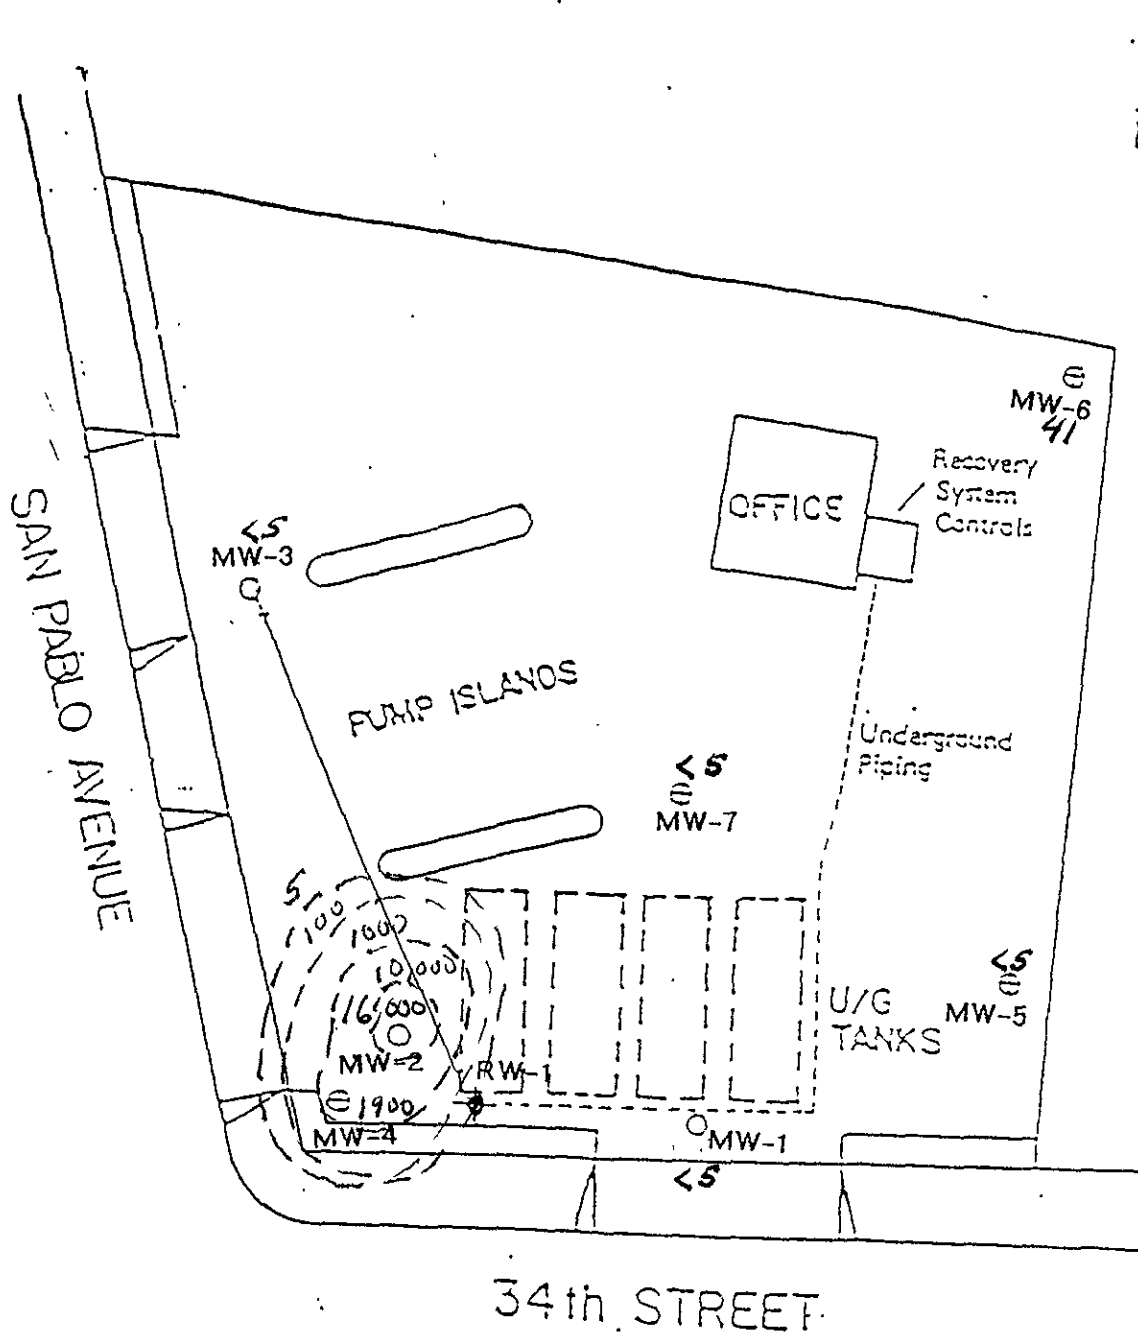 MW-6
41
Recovery
System
Controls
OFFICE
<5
MW-3
SAN PABLO AVENUE
PUMP ISLANDS
Underground
Piping
<5
MW-7
5
100
1000
10,000
16,000
MW-2
RW-1
1900
MW-4
U/G
TANKS
<5
MW-5
MW-1
<5
34th STREET